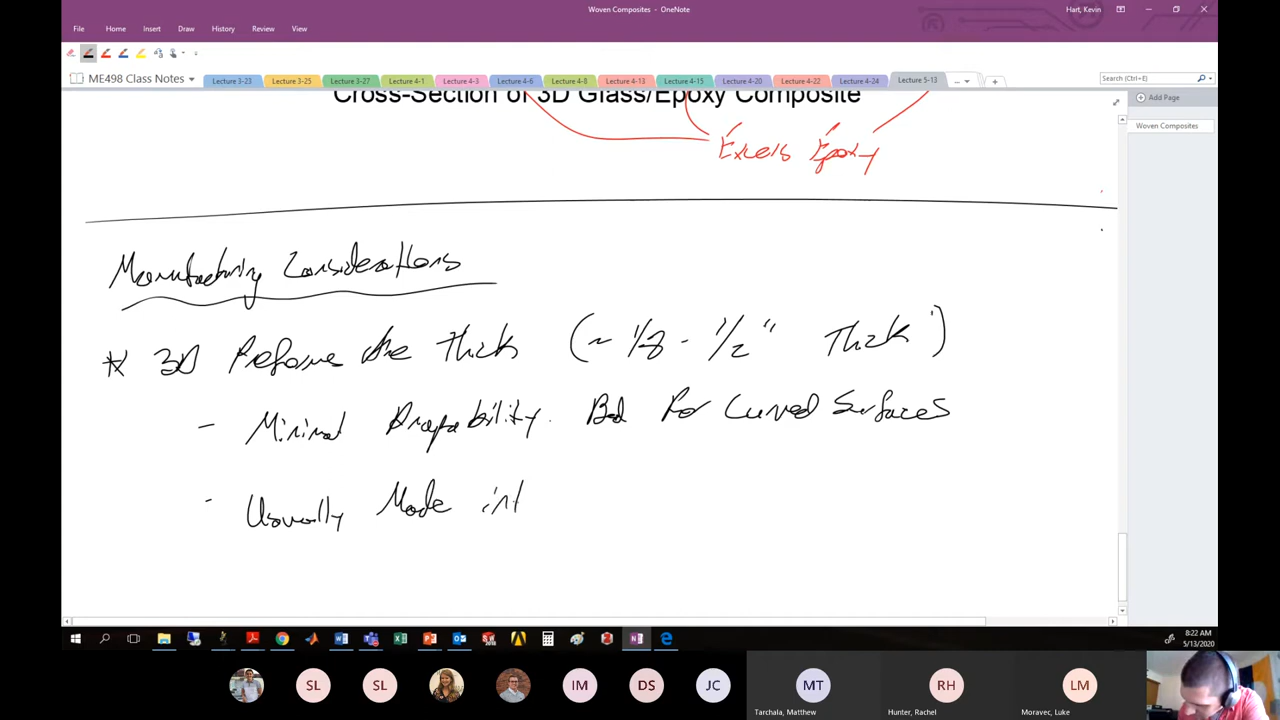 Woven Composites - OneNote
Hart, Kevin
File Home Insert Draw History Review View
ME498 Class Notes
Lecture 3-23 Lecture 3-25 Lecture 3-27 Lecture 4-1 Lecture 4-3 Lecture 4-6 Lecture 4-8 Lecture 4-13 Lecture 4-15 Lecture 4-20 Lecture 4-22 Lecture 4-24 Lecture 5-13
Search (Ctrl+E)
Add Page
Woven Composites
Cross-Section of 3D Glass/Epoxy Composite
Excess Epoxy
Manufacturing Considerations
* 3D Preforms Are Thick (~ 1/8 - 1/2" Thick)
- Minimal Drapability. Bad For Curved Surfaces
- Usually Made int
8:22 AM
5/13/2020
SL SL IM DS JC MT RH LM
Tarchala, Matthew Hunter, Rachel Moravec, Luke